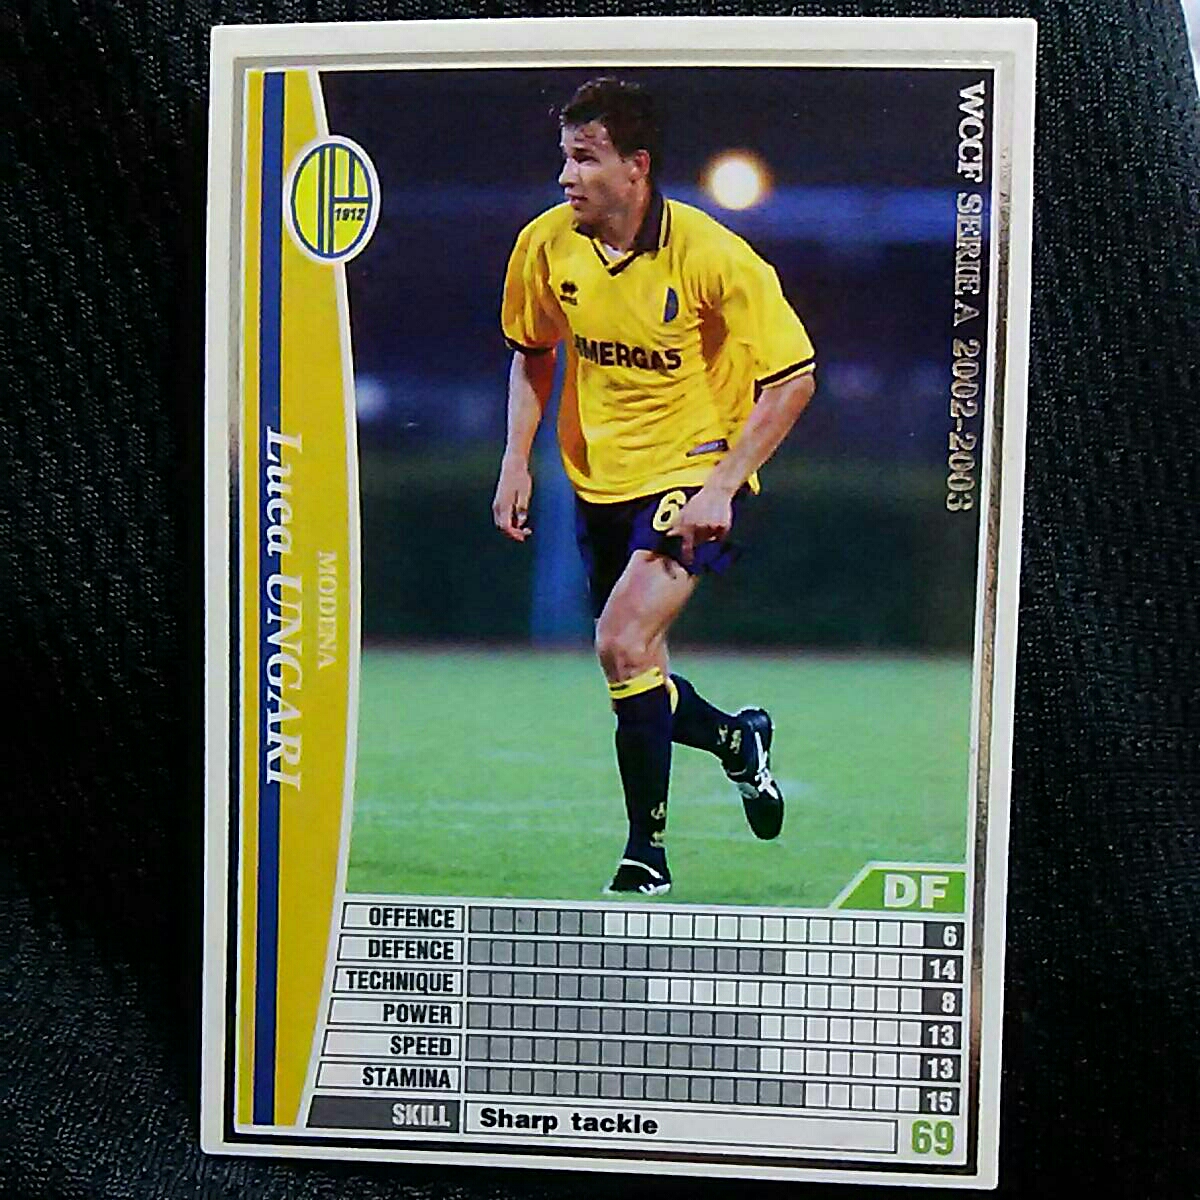 WCCF SERIE A 2002-2003
1912
MODENA
Luca UNGARI
MMERGAS
6
DF
OFFENCE 6
DEFENCE 14
TECHNIQUE 8
POWER 13
SPEED 13
STAMINA 15
SKILL Sharp tackle 69